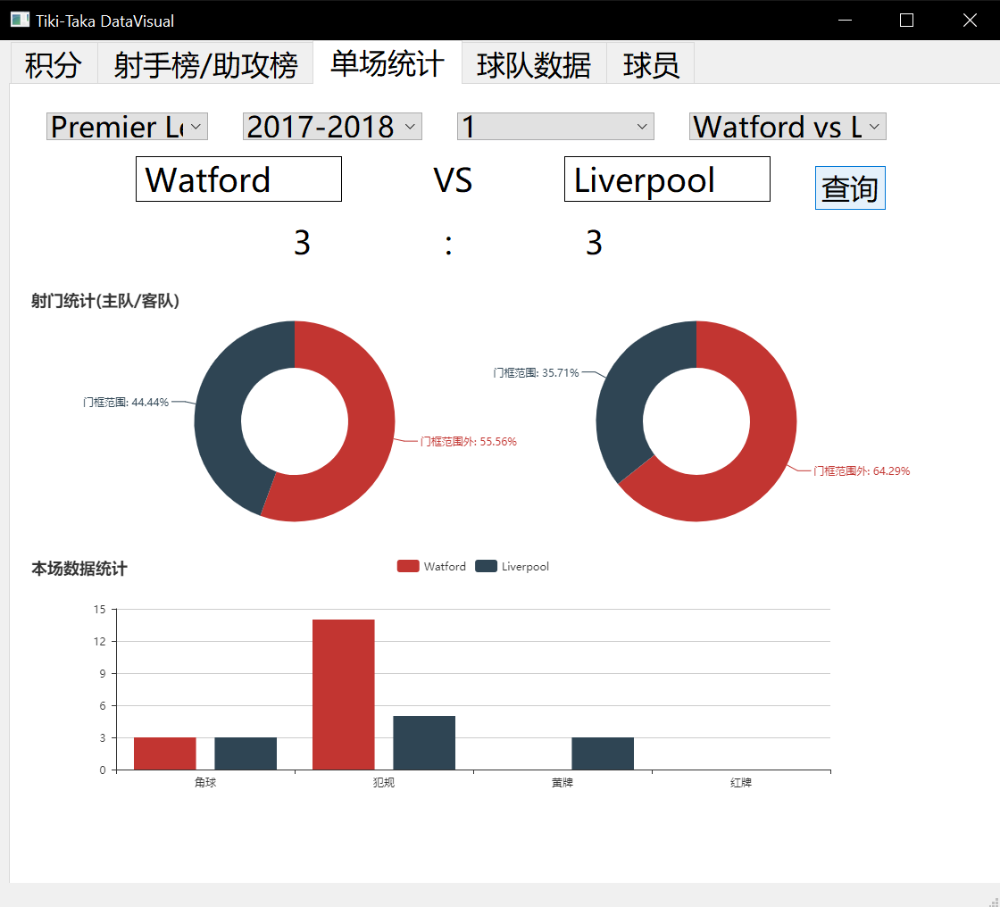 Tiki-Taka DataVisual
积分 射手榜/助攻榜 单场统计 球队数据 球员
Premier Le 2017-2018 1 Watford vs L
Watford VS Liverpool 查询
3 : 3
射门统计(主队/客队)
门框范围: 35.71%
门框范围: 44.44%
门框范围外: 55.56%
门框范围外: 64.29%
本场数据统计 Watford Liverpool
15
12
9
6
3
0
角球 犯规 黄牌 红牌